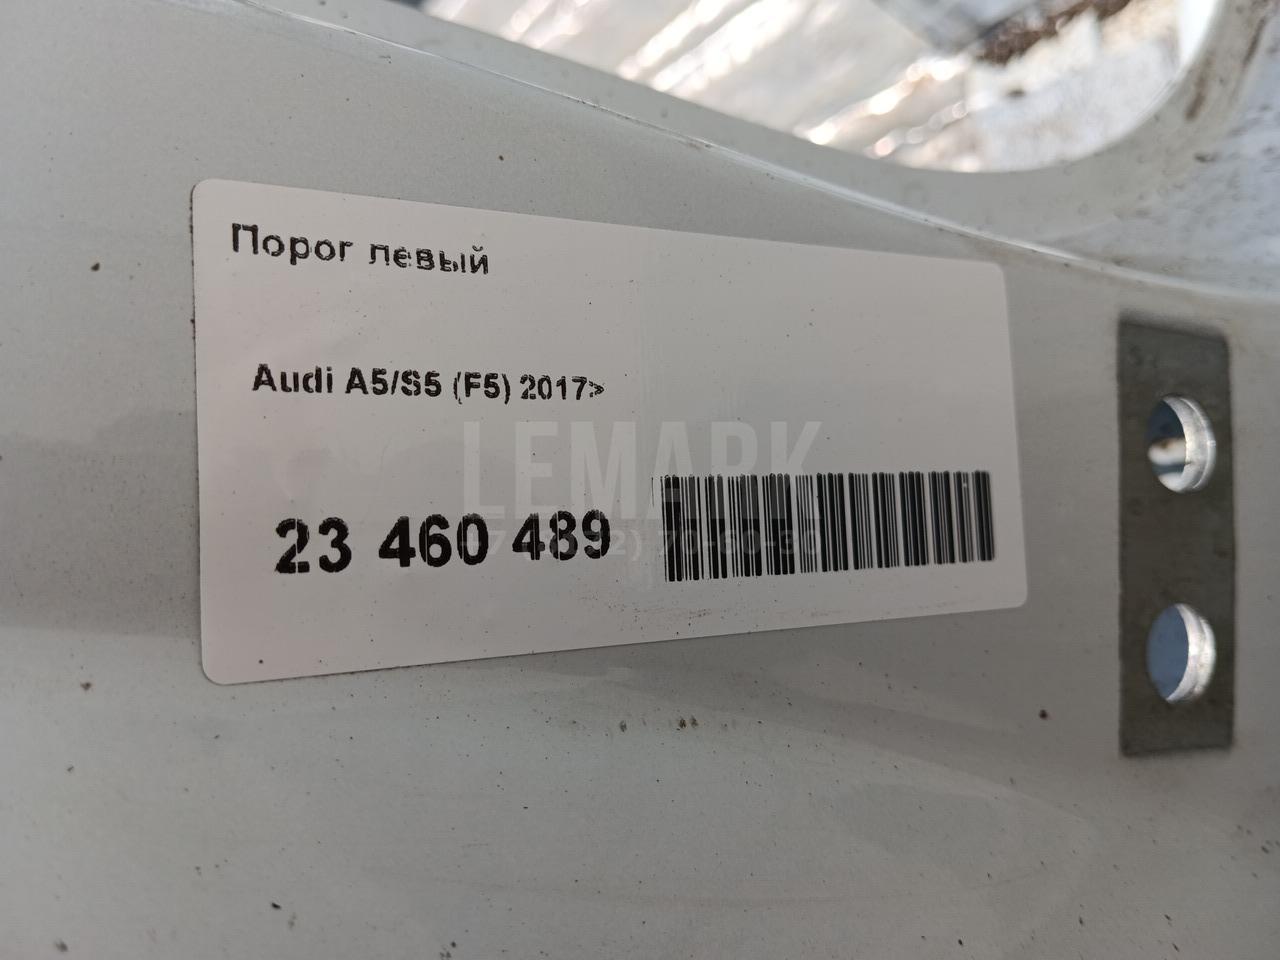 Порог левый
Audi A5/S5 (F5) 2017>
LEMARK
23 460 489